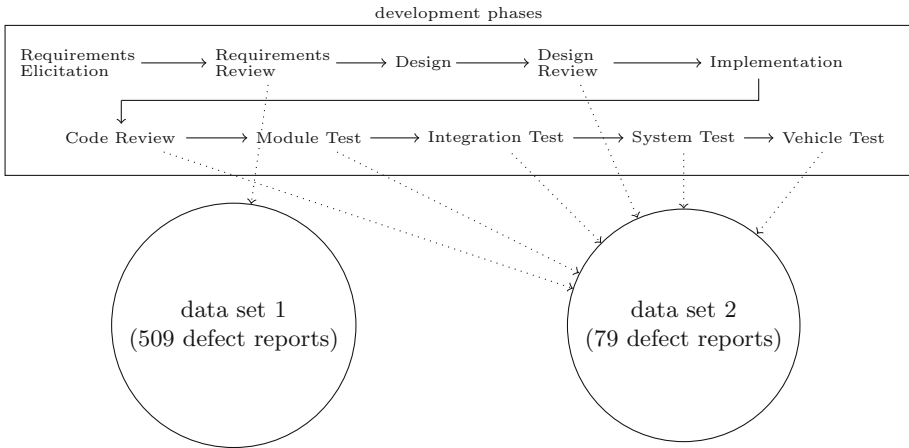 development phases
Requirements
Elicitation
Requirements
Review
Design
Design
Review
Implementation
Code Review
Module Test
Integration Test
System Test
Vehicle Test
data set 1
(509 defect reports)
data set 2
(79 defect reports)